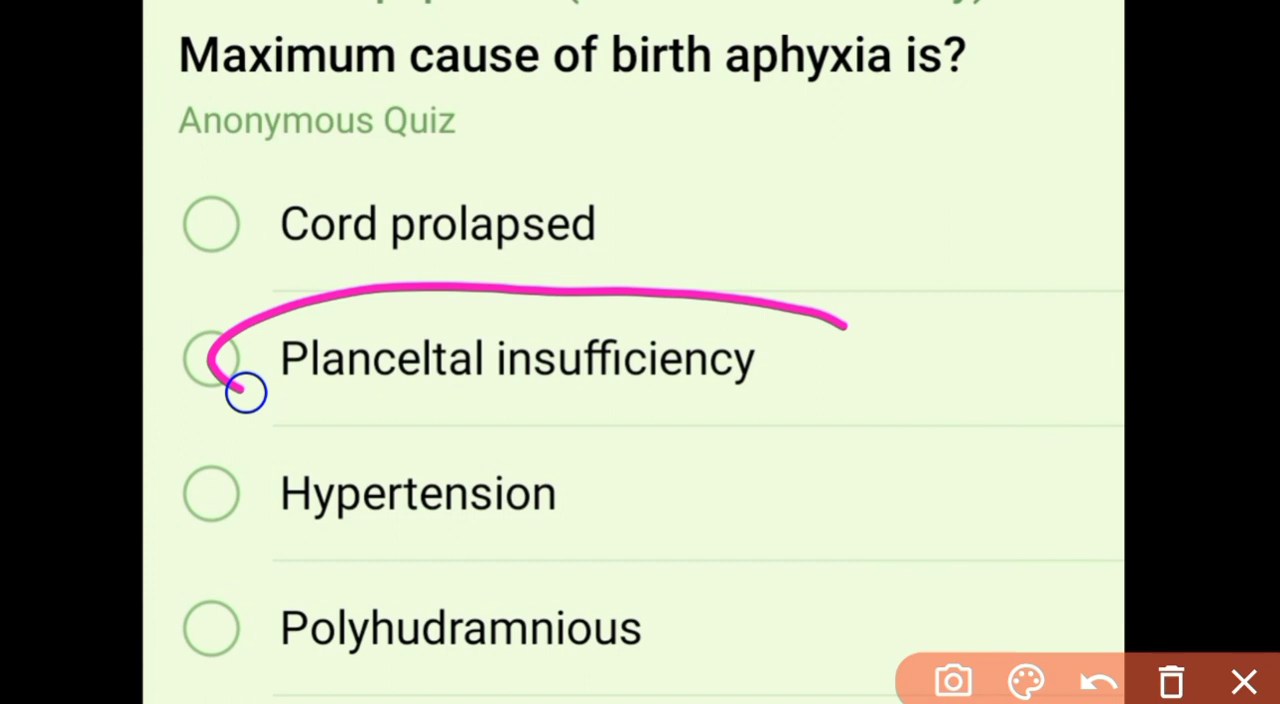 Maximum cause of birth aphyxia is?
Anonymous Quiz
Cord prolapsed
Planceltal insufficiency
Hypertension
Polyhudramnious